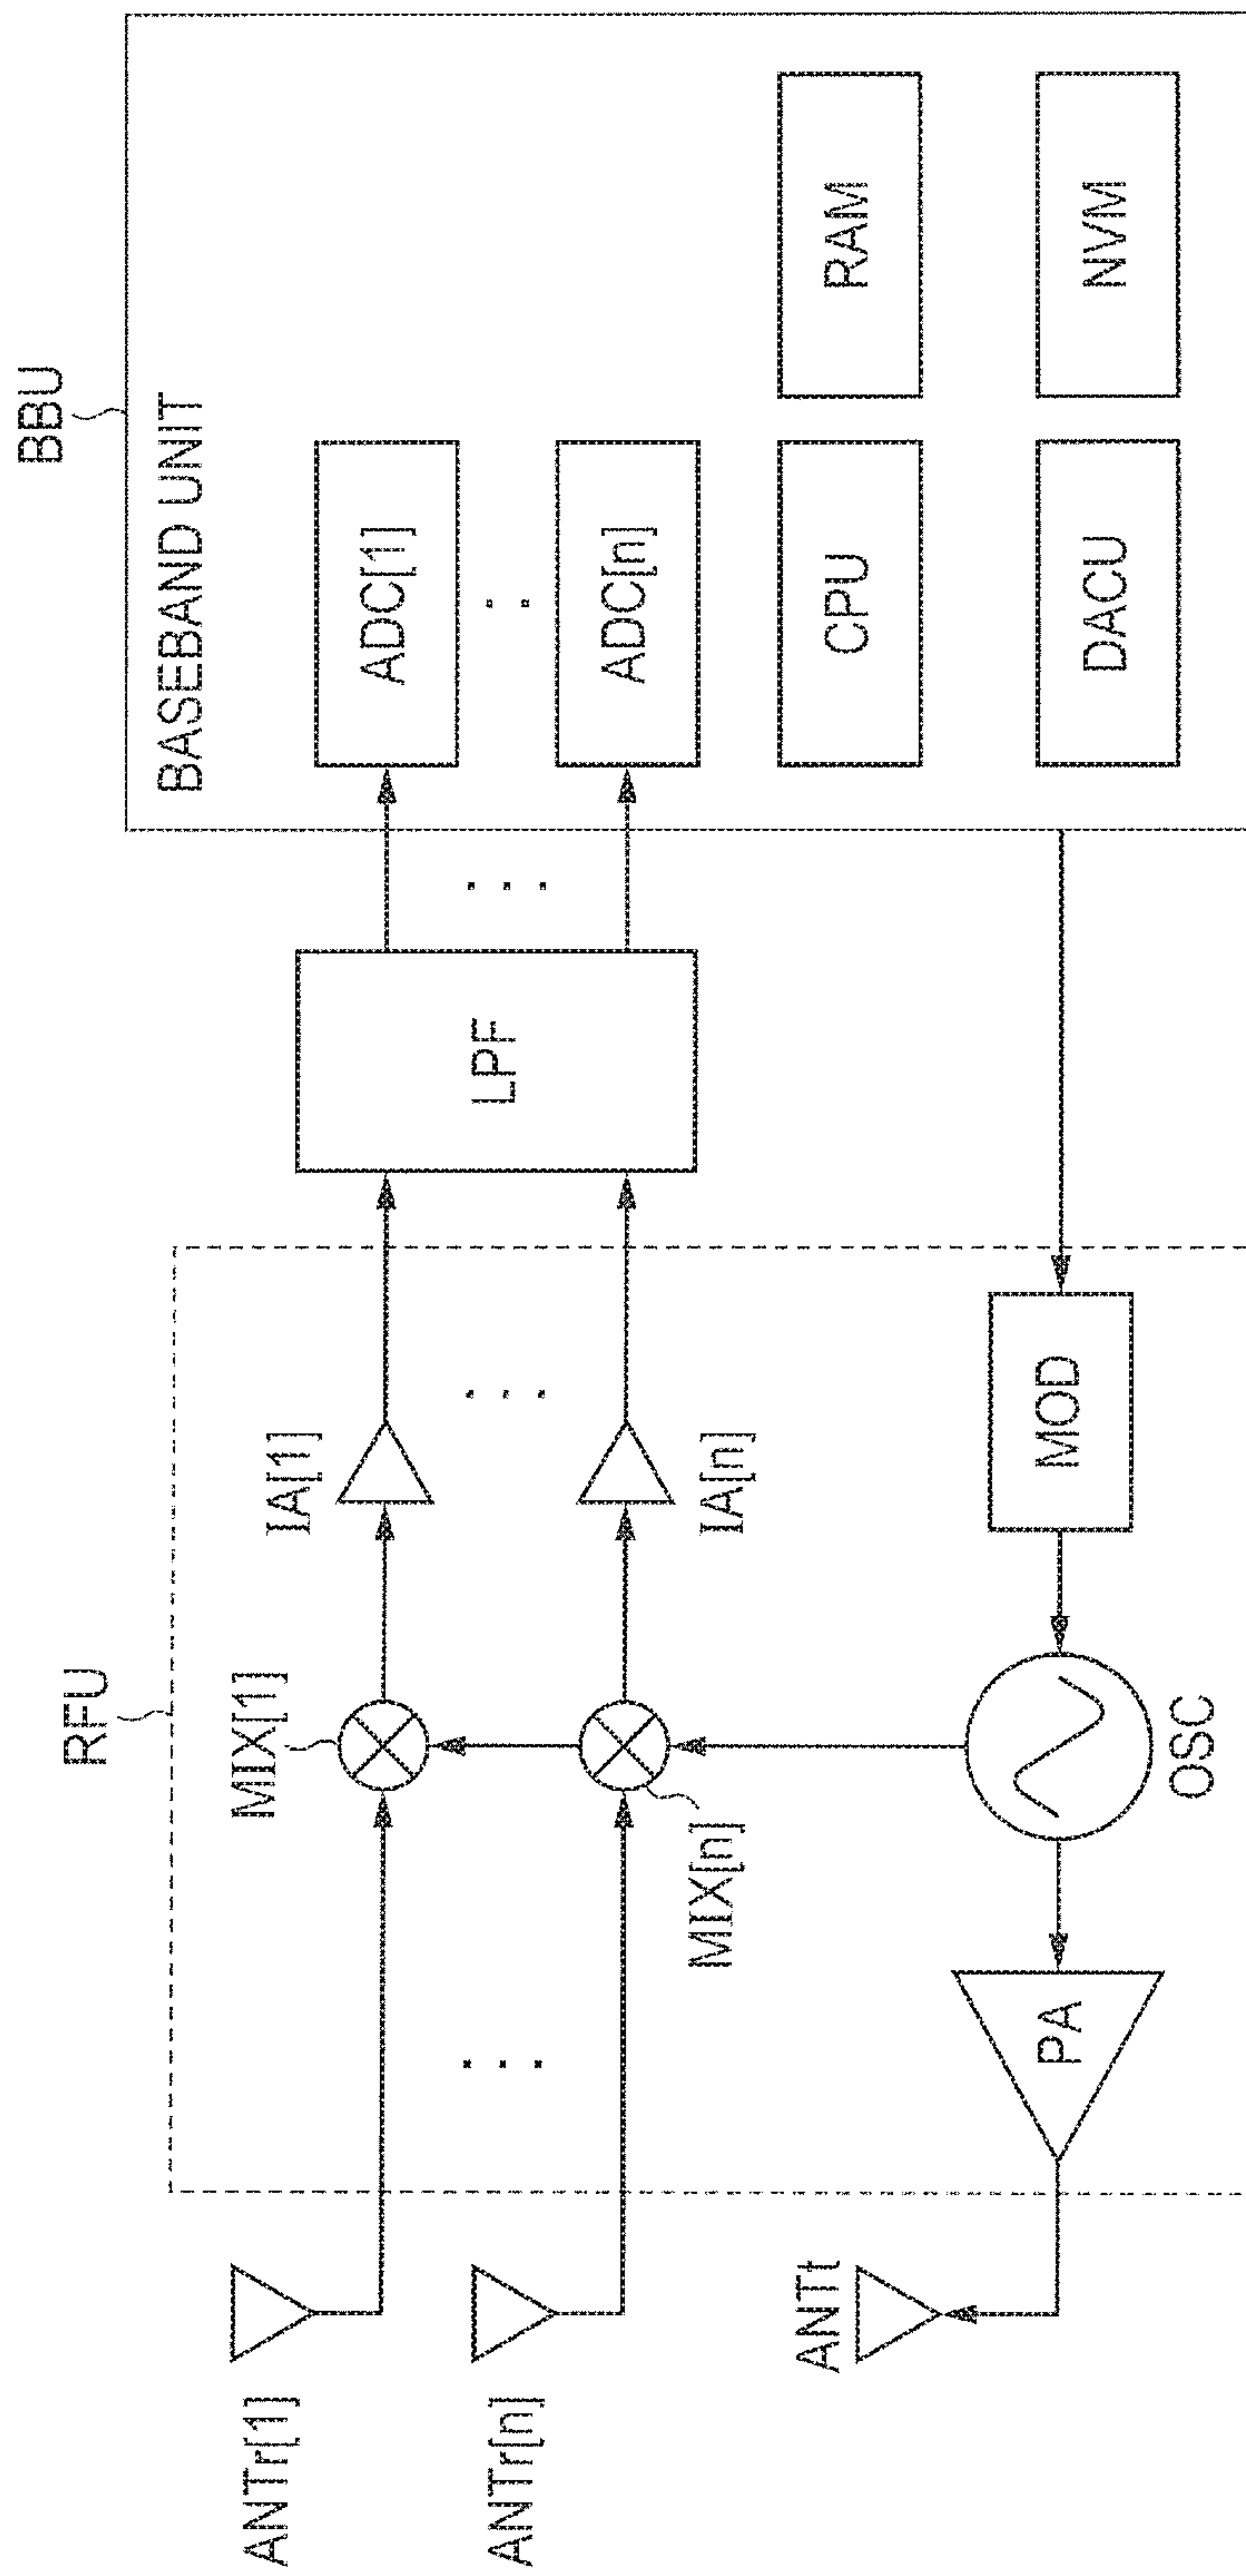 RFU
BBU
BASEBAND UNIT
ANTr[1]
MIX[1]
IA[1]
LPF
ADC[1]
ANTr[n]
MIX[n]
IA[n]
ADC[n]
CPU
RAM
ANTt
PA
OSC
MOD
DACU
NVM